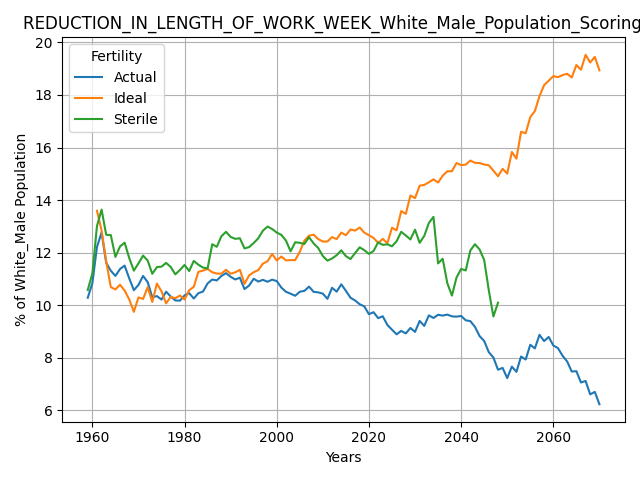 REDUCTION_IN_LENGTH_OF_WORK_WEEK_White_Male_Population_Scoring
Fertility
Actual
Ideal
Sterile
% of White_Male Population
20
18
16
14
12
10
8
6
1960 1980 2000 2020 2040 2060
Years